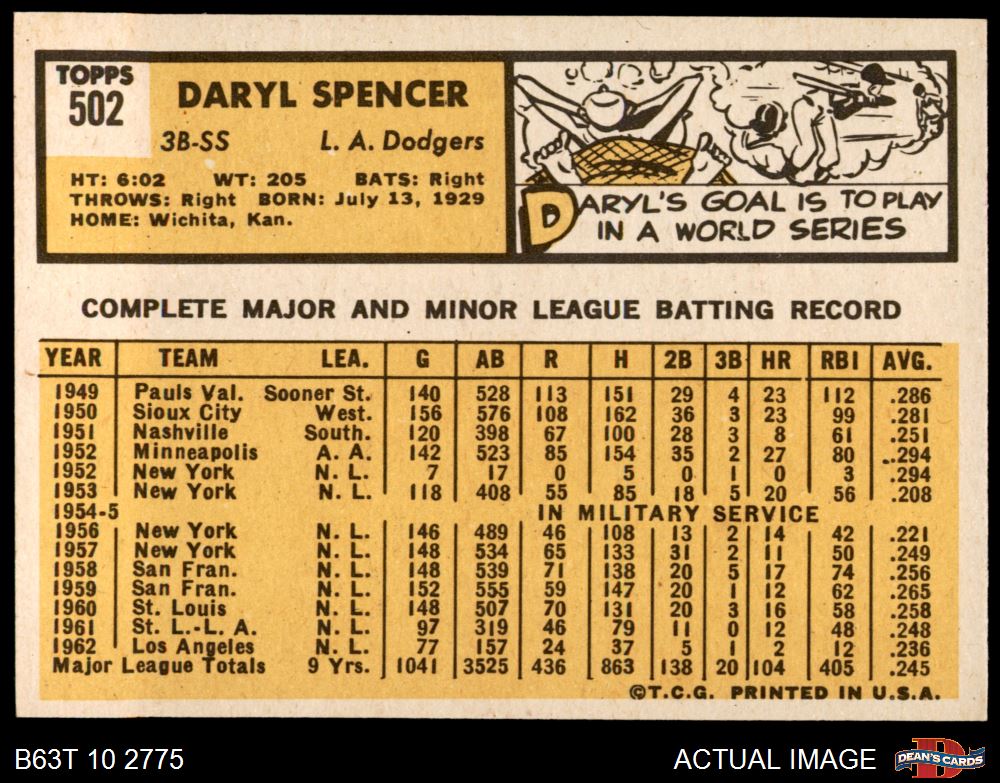 TOPPS
502
DARYL SPENCER
3B-SS L. A. Dodgers
HT: 6:02 WT: 205 BATS: Right
THROWS: Right BORN: July 13, 1929
HOME: Wichita, Kan.
DARYL'S GOAL IS TO PLAY
IN A WORLD SERIES
COMPLETE MAJOR AND MINOR LEAGUE BATTING RECORD
YEAR TEAM LEA. G AB R H 2B 3B HR RBI AVG.
1949 Pauls Val. Sooner St. 140 528 113 151 29 4 23 112 .286
1950 Sioux City West. 156 576 108 162 36 3 23 99 .281
1951 Nashville South. 120 398 67 100 28 3 8 61 .251
1952 Minneapolis A. A. 142 523 85 154 35 2 27 80 ..294
1952 New York N. L. 7 17 0 5 0 1 0 3 .294
1953 New York N. L. 118 408 55 85 18 5 20 56 .208
1954-5 IN MILITARY SERVICE
1956 New York N. L. 146 489 46 108 13 2 14 42 .221
1957 New York N. L. 148 534 65 133 31 2 11 50 .249
1958 San Fran. N. L. 148 539 71 138 20 5 17 74 .256
1959 San Fran. N. L. 152 555 59 147 20 1 12 62 .265
1960 St. Louis N. L. 148 507 70 131 20 3 16 58 .258
1961 St. L.-L. A. N. L. 97 319 46 79 11 0 12 48 .248
1962 Los Angeles N. L. 77 157 24 37 5 1 2 12 .236
Major League Totals 9 Yrs. 1041 3525 436 863 138 20 104 405 .245
©T.C.G. PRINTED IN U.S.A.
B63T 10 2775 ACTUAL IMAGE DEAN'S CARDS